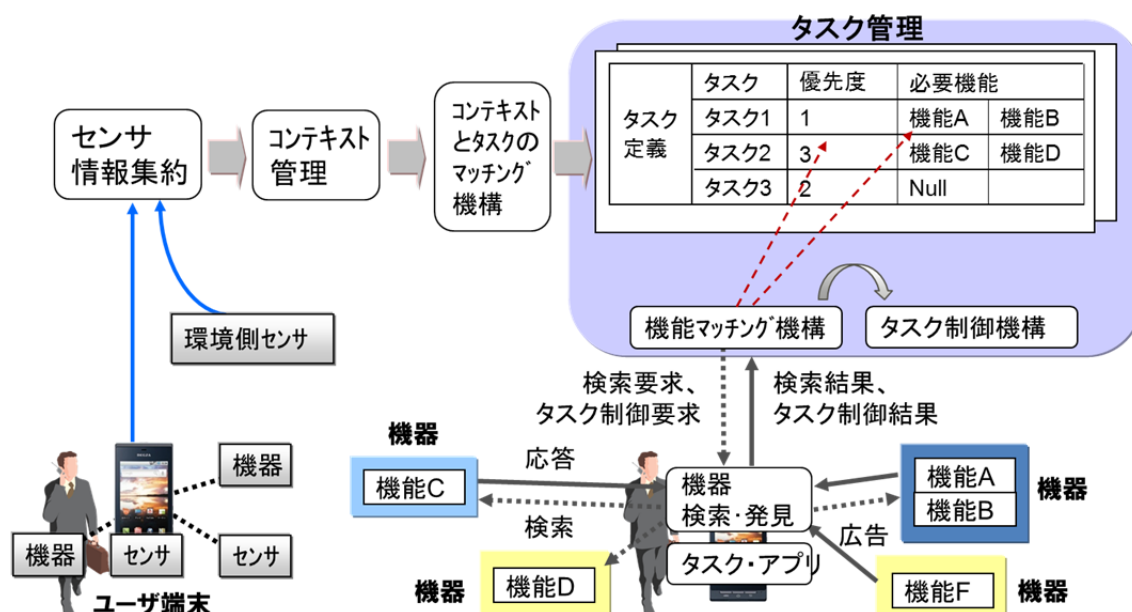 タスク管理
タスク 優先度 必要機能
タスク定義
タスク1 1 機能A 機能B
タスク2 3 機能C 機能D
タスク3 2 Null
センサ
情報集約
コンテキスト
管理
コンテキスト
とタスクの
マッチング
機構
環境側センサ
機能マッチング機構
タスク制御機構
検索要求、
タスク制御要求
検索結果、
タスク制御結果
機器
機能C
応答
検索
機器
機能D
機器
検索・発見
タスク・アプリ
機能A
機能B
機器
広告
機能F
機器
機器
機器
センサ
センサ
ユーザ端末